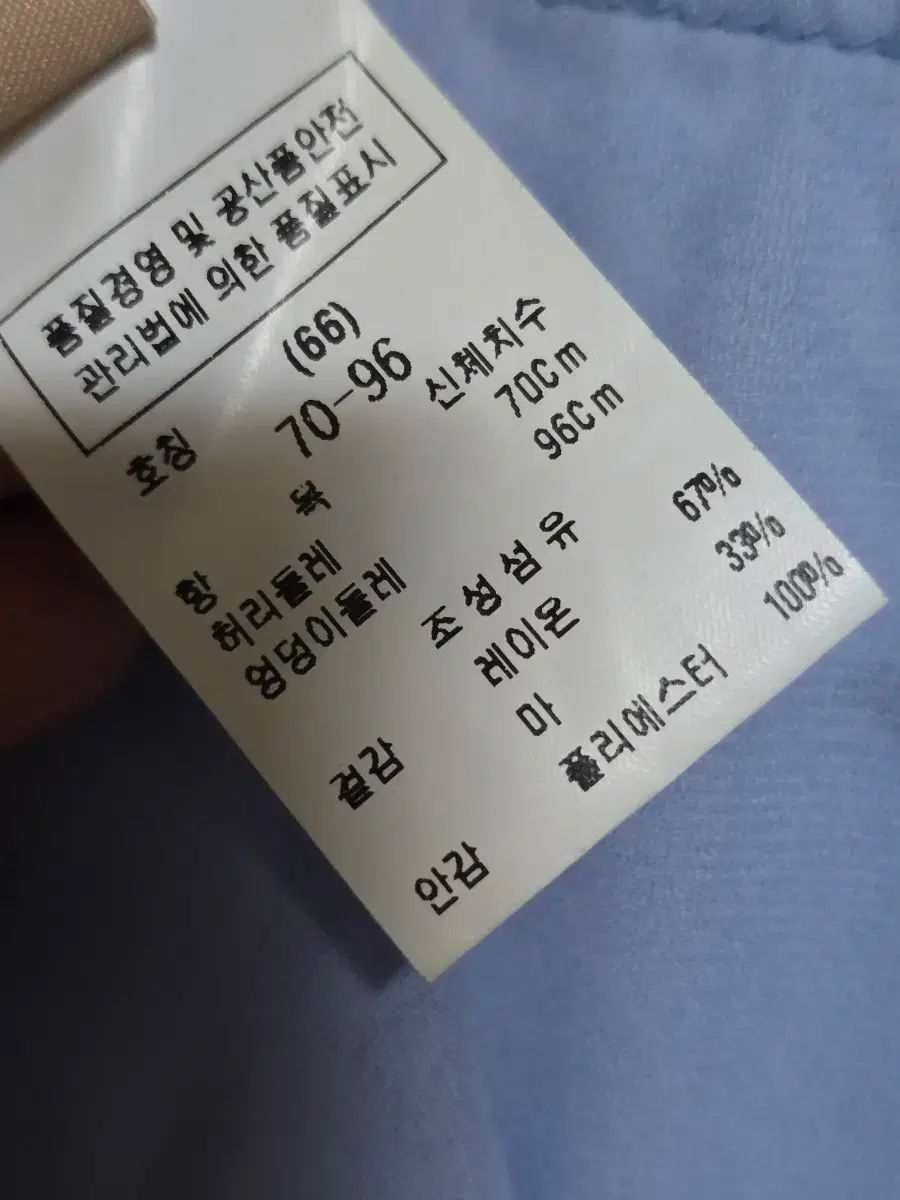 품질경영 및 공산품안전
관리법에 의한 품질표시
(66)
호칭 70-96
항 목 신체치수
허리둘레 70Cm
엉덩이둘레 96Cm
조성섬유
겉감 레이온 67%
마 33%
안감 폴리에스터 100%